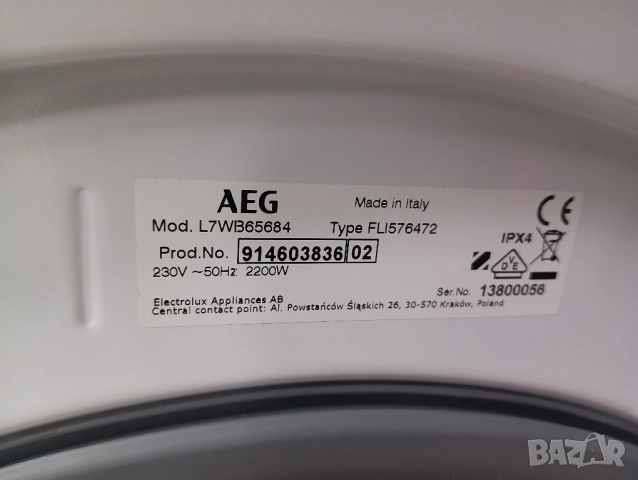 AEG Made in Italy
Mod. L7WB65684 Type FLI576472
IPX4
Prod.No. 914603836 02
230V ~50Hz 2200W
VDE
Ser.No. 13800056
Electrolux Appliances AB
Central contact point: Al. Powstańców Śląskich 26, 30-570 Kraków, Poland
BAZAR